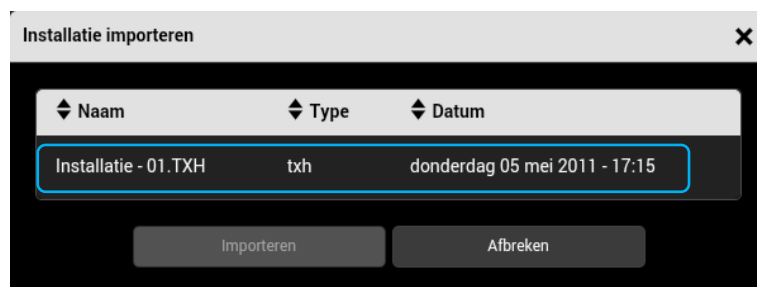 Installatie importeren
Naam Type Datum
Installatie - 01.TXH txh donderdag 05 mei 2011 - 17:15
Importeren Afbreken